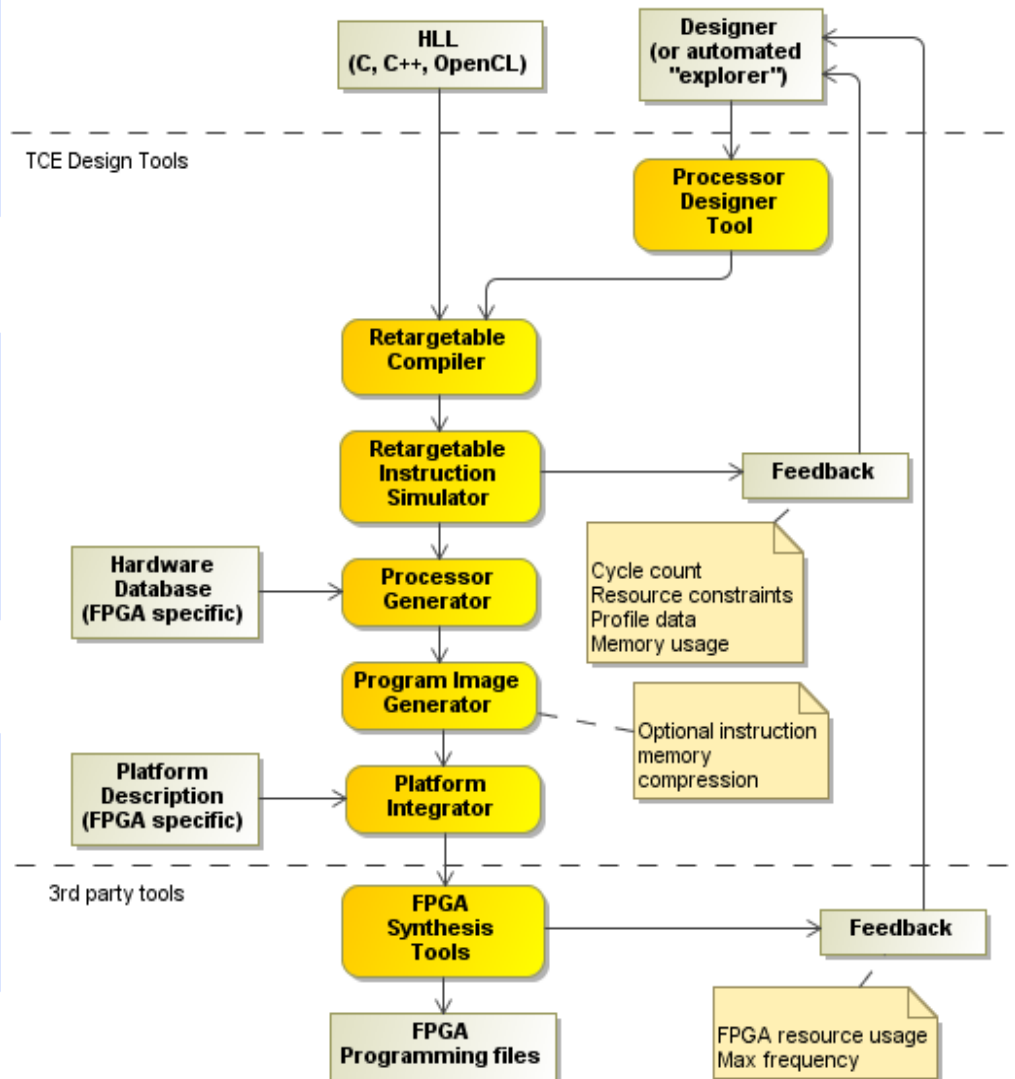 HLL
(C, C++, OpenCL)
Designer
(or automated
"explorer")
TCE Design Tools
Processor
Designer
Tool
Retargetable
Compiler
Retargetable
Instruction
Simulator
Feedback
Cycle count
Resource constraints
Profile data
Memory usage
Hardware
Database
(FPGA specific)
Processor
Generator
Program Image
Generator
Optional instruction
memory
compression
Platform
Description
(FPGA specific)
Platform
Integrator
3rd party tools
FPGA
Synthesis
Tools
Feedback
FPGA resource usage
Max frequency
FPGA
Programming files